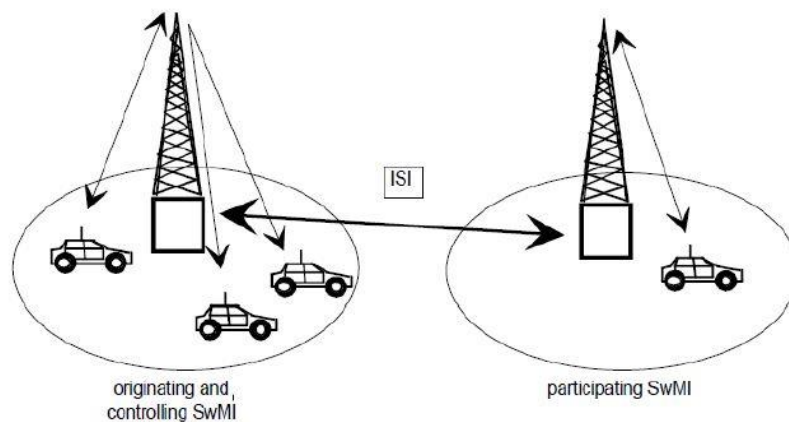 ISI
originating and,
controlling SwMI
participating SwMI